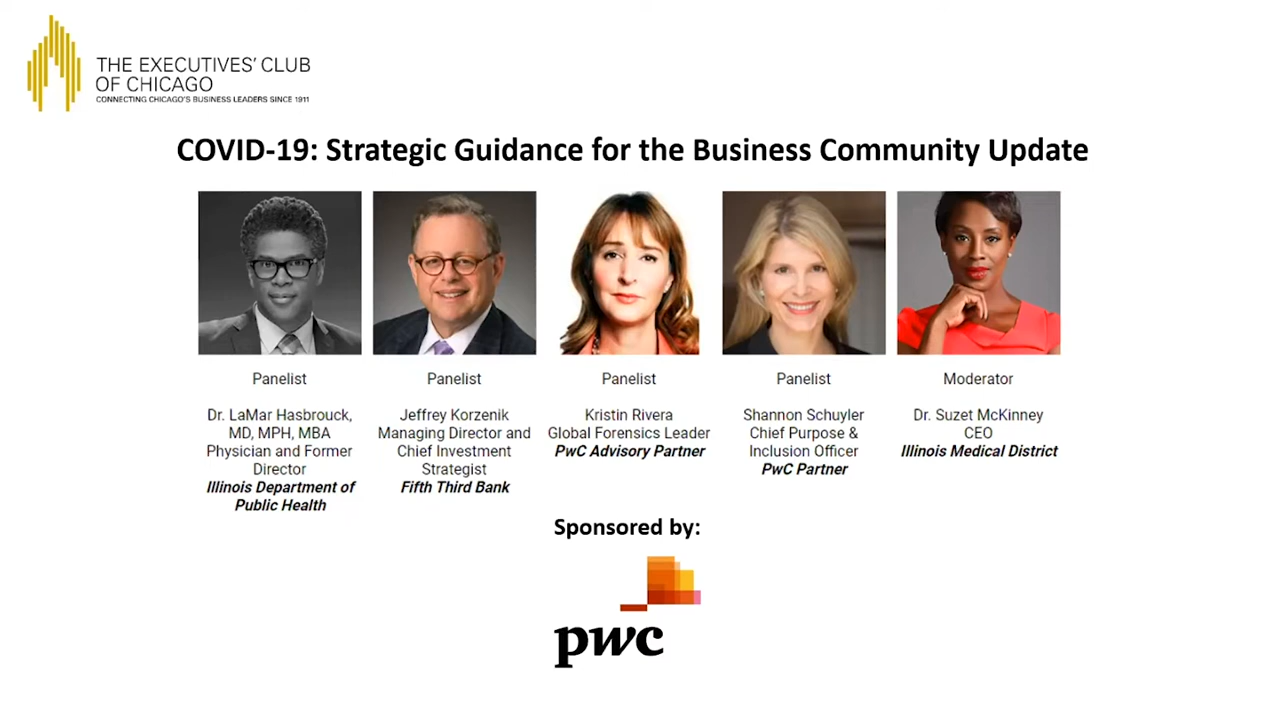 THE EXECUTIVES' CLUB
OF CHICAGO
CONNECTING CHICAGO'S BUSINESS LEADERS SINCE 1911
COVID-19: Strategic Guidance for the Business Community Update
Panelist
Dr. LaMar Hasbrouck,
MD, MPH, MBA
Physician and Former
Director
Illinois Department of
Public Health
Panelist
Jeffrey Korzenik
Managing Director and
Chief Investment
Strategist
Fifth Third Bank
Panelist
Kristin Rivera
Global Forensics Leader
PwC Advisory Partner
Panelist
Shannon Schuyler
Chief Purpose &
Inclusion Officer
PwC Partner
Moderator
Dr. Suzet McKinney
CEO
Illinois Medical District
Sponsored by:
pwc